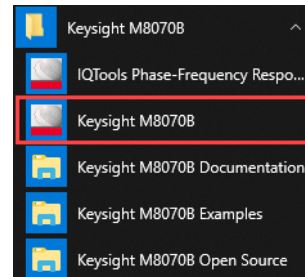 Keysight M8070B
IQTools Phase-Frequency Respo...
Keysight M8070B
Keysight M8070B Documentation
Keysight M8070B Examples
Keysight M8070B Open Source